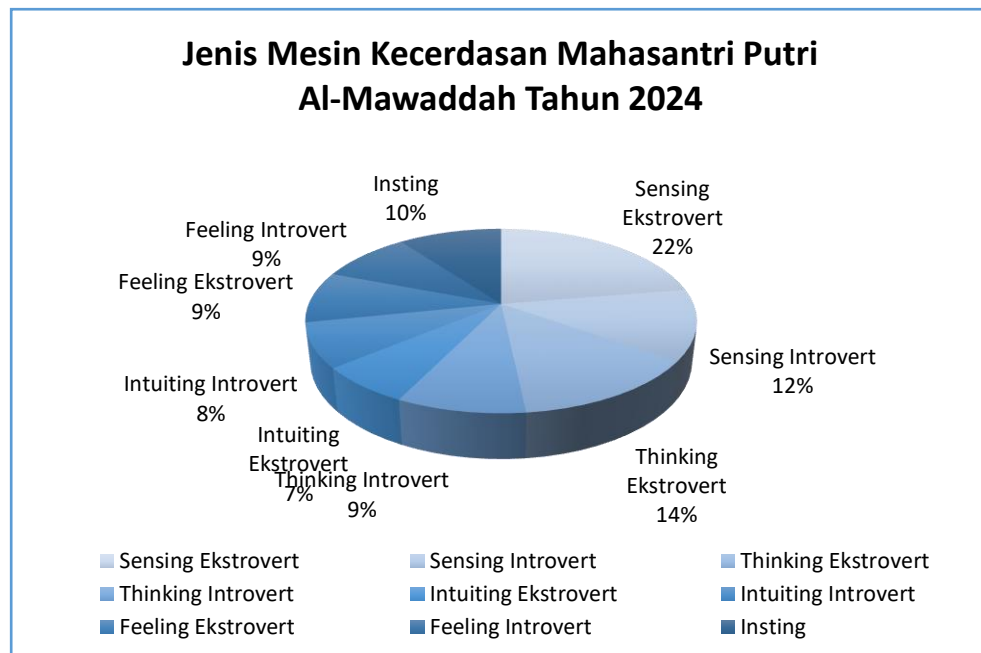 Jenis Mesin Kecerdasan Mahasantri Putri
Al-Mawaddah Tahun 2024
Insting
10%
Sensing
Ekstrovert
22%
Feeling Introvert
9%
Feeling Ekstrovert
9%
Sensing Introvert
12%
Intuiting Introvert
8%
Intuiting
Ekstrovert
7%
Thinking Introvert
9%
Thinking
Ekstrovert
14%
Sensing Ekstrovert
Sensing Introvert
Thinking Ekstrovert
Thinking Introvert
Intuiting Ekstrovert
Intuiting Introvert
Feeling Ekstrovert
Feeling Introvert
Insting